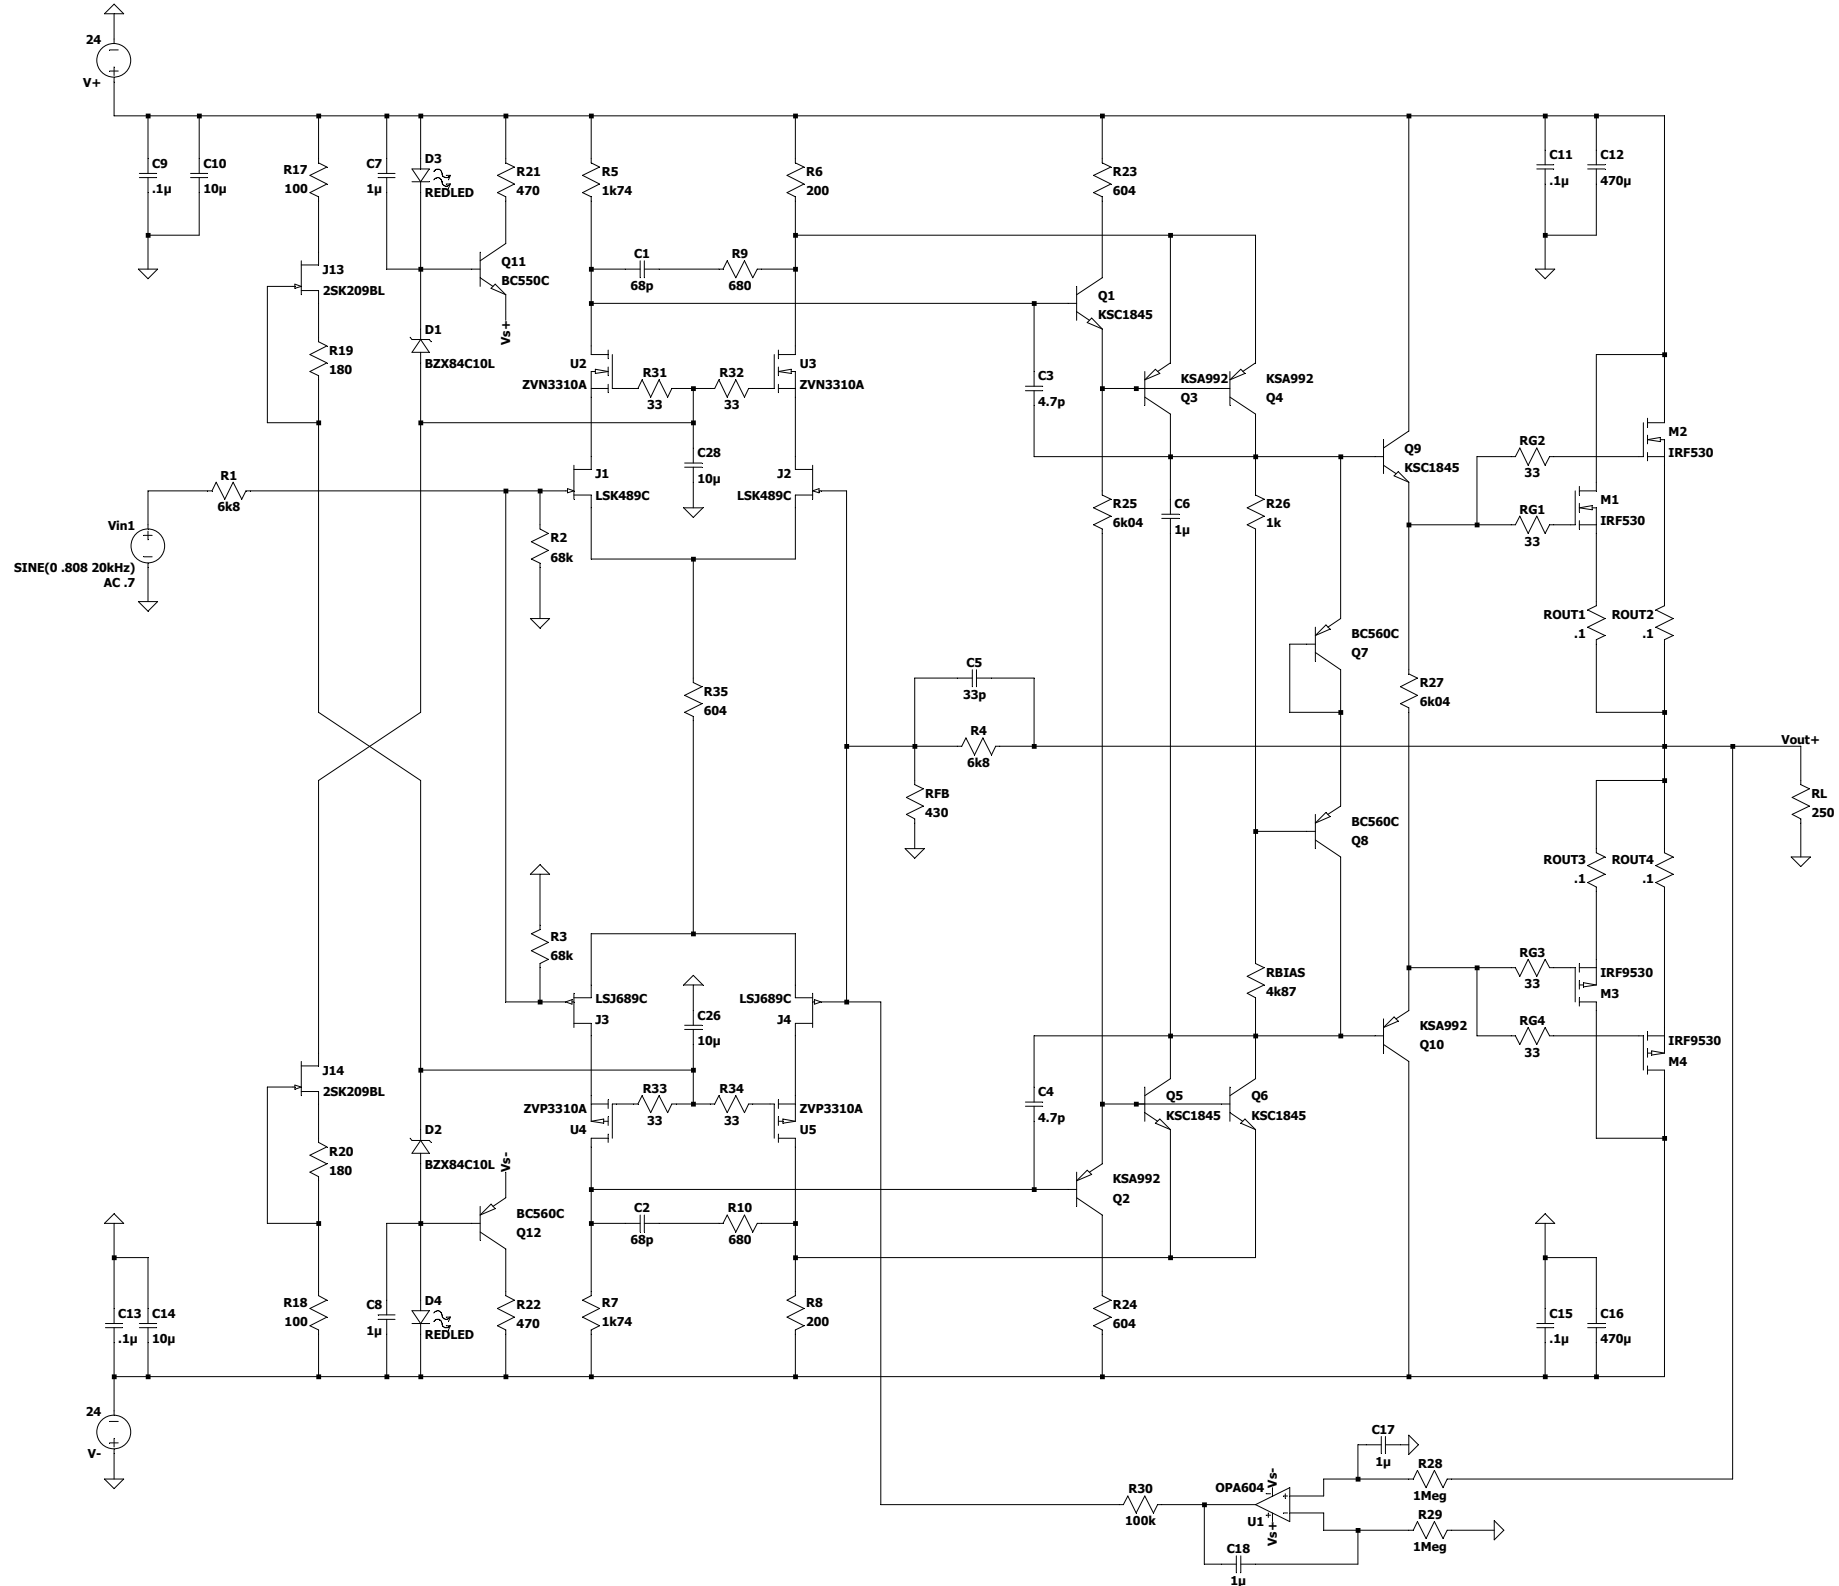 24
V+
C9
.1µ
C10
10µ
R17
100
C7
1µ
D3
REDLED
R21
470
R5
1k74
R6
200
R23
604
C11
.1µ
C12
470µ
J13
2SK209BL
Q11
BC550C
Vs+
C1
68p
R9
680
Q1
KSC1845
R19
180
D1
BZX84C10L
U2
ZVN3310A
R31
33
R32
33
U3
ZVN3310A
C3
4.7p
KSA992
Q3
KSA992
Q4
C28
10µ
J1
LSK489C
J2
LSK489C
R1
6k8
Vin1
SINE(0 .808 20kHz)
AC .7
R2
68k
R25
6k04
C6
1µ
R26
1k
Q9
KSC1845
RG2
33
RG1
33
M2
IRF530
M1
IRF530
ROUT1
.1
ROUT2
.1
BC560C
Q7
R27
6k04
R35
604
C5
33p
R4
6k8
RFB
430
Vout+
RL
250
BC560C
Q8
ROUT3
.1
ROUT4
.1
R3
68k
LSJ689C
J3
LSJ689C
J4
C26
10µ
RBIAS
4k87
RG3
33
RG4
33
IRF9530
M3
IRF9530
M4
KSA992
Q10
J14
2SK209BL
ZVP3310A
U4
R33
33
R34
33
ZVP3310A
U5
C4
4.7p
Q5
KSC1845
Q6
KSC1845
R20
180
D2
BZX84C10L
Vs-
BC560C
Q12
C2
68p
R10
680
KSA992
Q2
C13
.1µ
C14
10µ
R18
100
C8
1µ
D4
REDLED
R22
470
R7
1k74
R8
200
R24
604
C15
.1µ
C16
470µ
24
V-
C17
1µ
R28
1Meg
R29
1Meg
R30
100k
OPA604
U1
Vs-
Vs+
C18
1µ